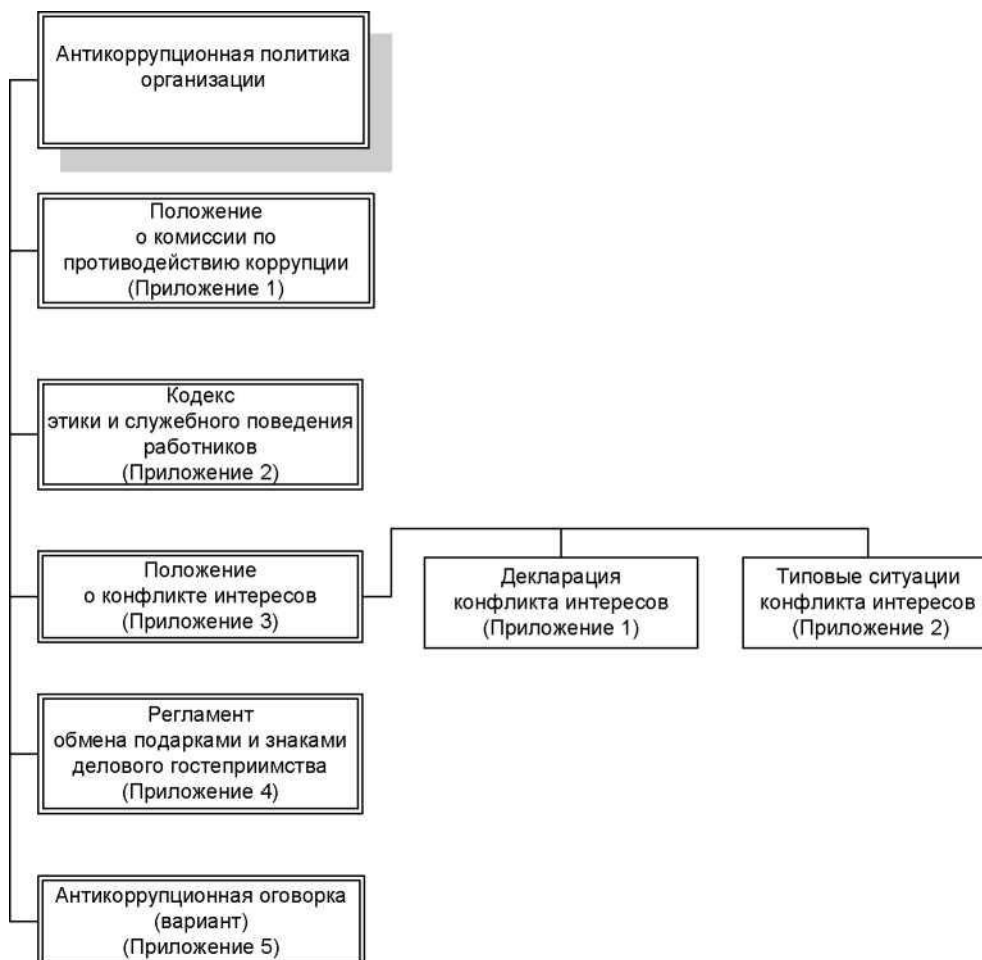 Антикоррупционная политика
организации
Положение
о комиссии по
противодействию коррупции
(Приложение 1)
Кодекс
этики и служебного поведения
работников
(Приложение 2)
Положение
о конфликте интересов
(Приложение 3)
Декларация
конфликта интересов
(Приложение 1)
Типовые ситуации
конфликта интересов
(Приложение 2)
Регламент
обмена подарками и знаками
делового гостеприимства
(Приложение 4)
Антикоррупционная оговорка
(вариант)
(Приложение 5)